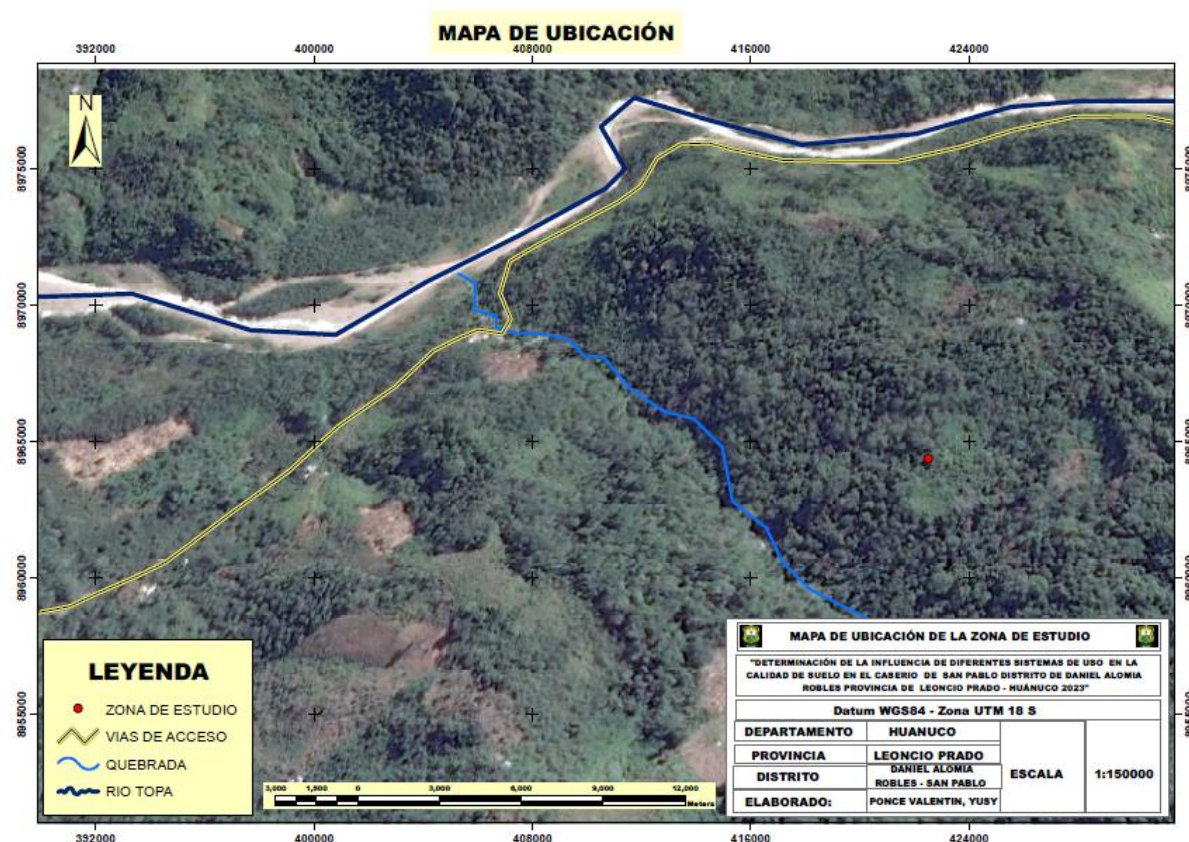 MAPA DE UBICACIÓN
392000 400000 408000 416000 424000
N
8975000 8975000
8970000 8970000
8965000 8965000
8960000 8960000
8955000 8955000
LEYENDA
ZONA DE ESTUDIO
VIAS DE ACCESO
QUEBRADA
RIO TOPA
3,000 1,500 0 3,000 6,000 9,000 12,000
Meters
MAPA DE UBICACIÓN DE LA ZONA DE ESTUDIO
"DETERMINACIÓN DE LA INFLUENCIA DE DIFERENTES SISTEMAS DE USO EN LA
CALIDAD DE SUELO EN EL CASERIO DE SAN PABLO DISTRITO DE DANIEL ALOMIA
ROBLES PROVINCIA DE LEONCIO PRADO - HUÁNUCO 2023"
Datum WGS84 - Zona UTM 18 S
DEPARTAMENTO HUANUCO
PROVINCIA LEONCIO PRADO
DISTRITO DANIEL ALOMIA
ROBLES - SAN PABLO
ELABORADO: PONCE VALENTIN, YUSY
ESCALA 1:150000
392000 400000 408000 416000 424000